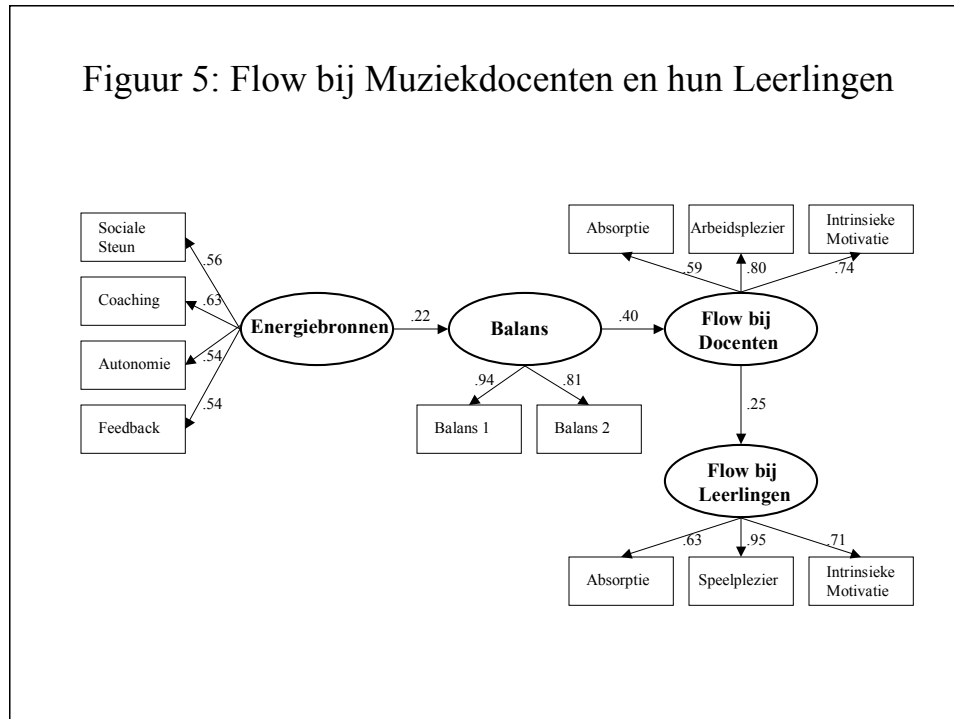 Figuur 5: Flow bij Muziekdocenten en hun Leerlingen
Sociale
Steun
Coaching
Autonomie
Feedback
.56
.63
.54
.54
Energiebronnen
.22
Balans
.94
.81
Balans 1
Balans 2
.40
Absorptie
Arbeidsplezier
Intrinsieke
Motivatie
.59
.80
.74
Flow bij
Docenten
.25
Flow bij
Leerlingen
.63
.95
.71
Absorptie
Speelplezier
Intrinsieke
Motivatie